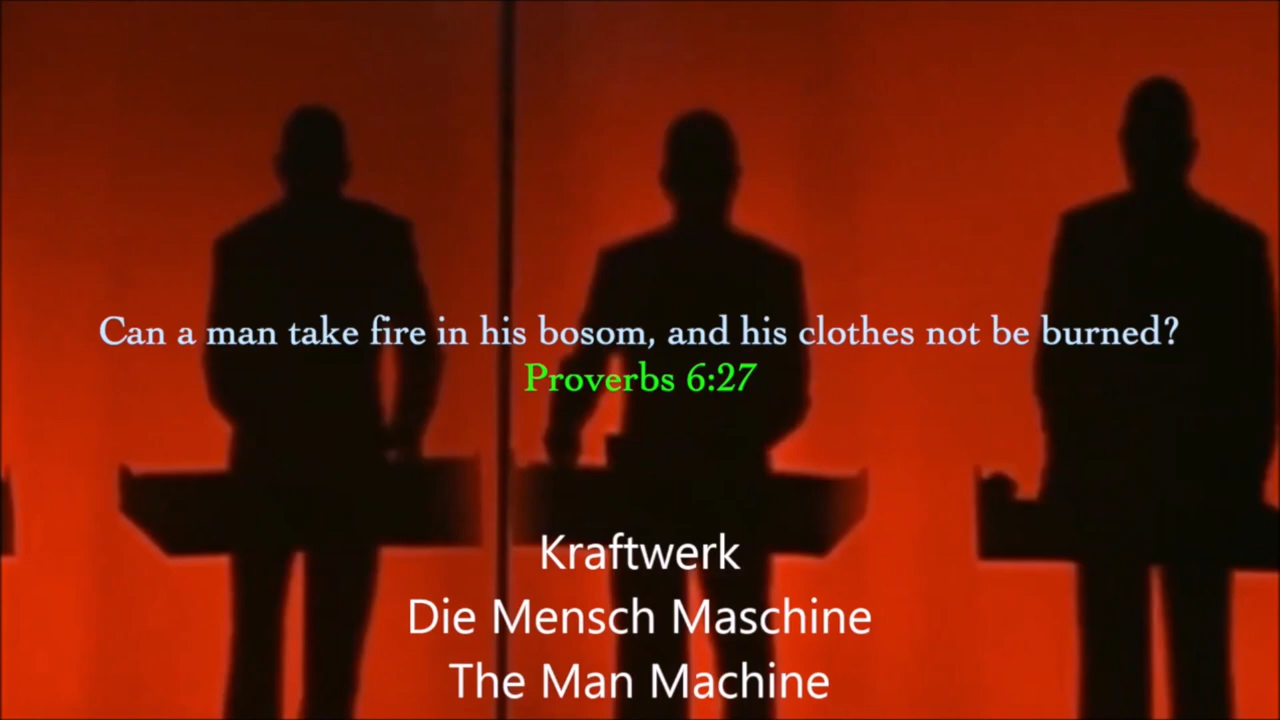 Can a man take fire in his bosom, and his clothes not be burned?
Proverbs 6:27
Kraftwerk
Die Mensch Maschine
The Man Machine